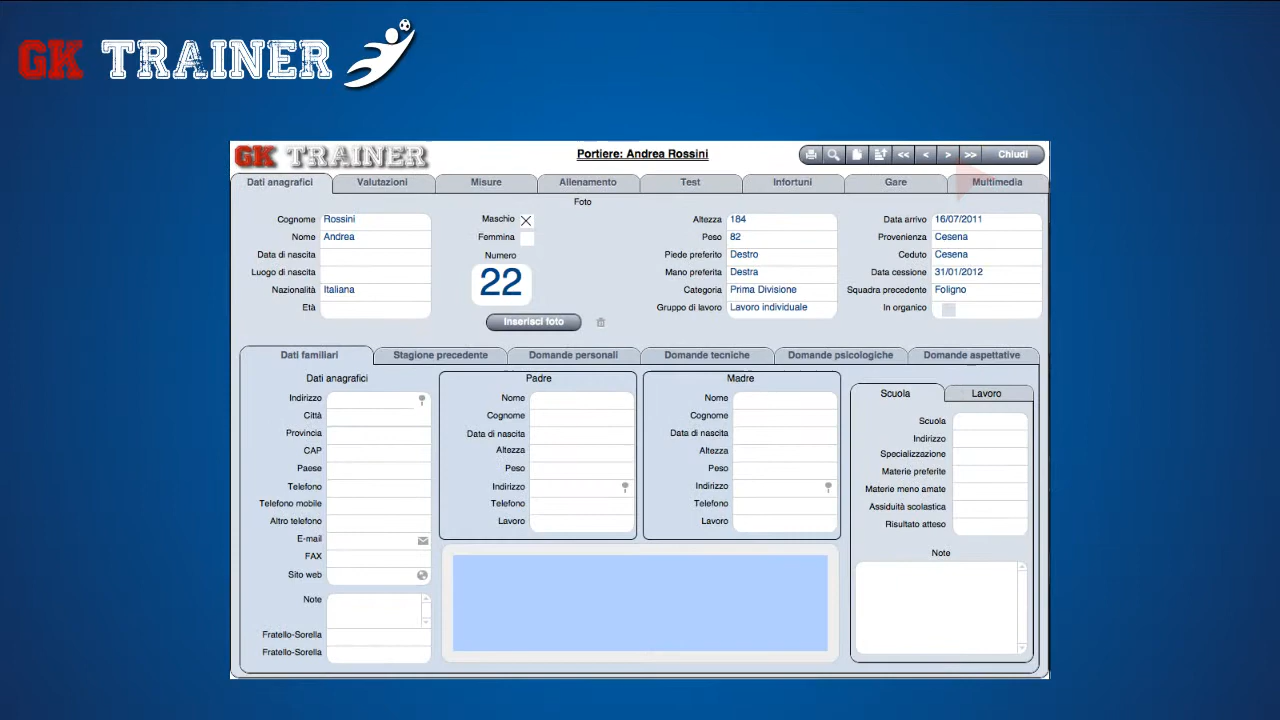 GK TRAINER
GK TRAINER
Portiere: Andrea Rossini
<< < > >> Chiudi
Dati anagrafici Valutazioni Misure Allenamento Test Infortuni Gare Multimedia
Foto
Cognome Rossini Maschio Altezza 184 Data arrivo 16/07/2011
Nome Andrea Femmina Peso 82 Provenienza Cesena
Data di nascita Numero Piede preferito Destro Ceduto Cesena
Luogo di nascita 22 Mano preferita Destra Data cessione 31/01/2012
Nazionalità Italiana Categoria Prima Divisione Squadra precedente Foligno
Età Gruppo di lavoro Lavoro individuale In organico
Inserisci foto
Dati familiari Stagione precedente Domande personali Domande tecniche Domande psicologiche Domande aspettative
Dati anagrafici
Indirizzo
Città
Provincia
CAP
Paese
Telefono
Telefono mobile
Altro telefono
E-mail
FAX
Sito web
Note
Fratello-Sorella
Fratello-Sorella
Padre
Nome
Cognome
Data di nascita
Altezza
Peso
Indirizzo
Telefono
Lavoro
Madre
Nome
Cognome
Data di nascita
Altezza
Peso
Indirizzo
Telefono
Lavoro
Scuola Lavoro
Scuola
Indirizzo
Specializzazione
Materie preferite
Materie meno amate
Assiduità scolastica
Risultato atteso
Note